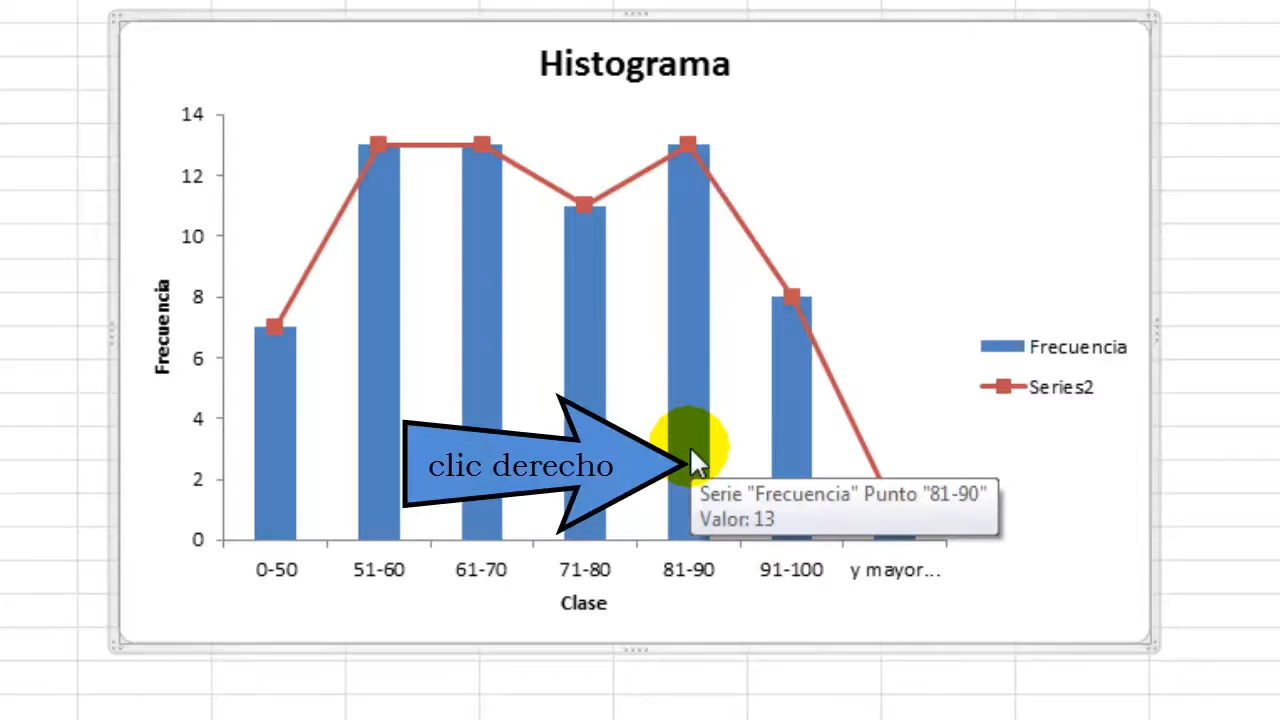 Histograma
14
12
10
8
6
4
2
0
Frecuencia
Frecuencia
Series2
clic derecho
Serie "Frecuencia" Punto "81-90"
Valor: 13
0-50 51-60 61-70 71-80 81-90 91-100 y mayor...
Clase